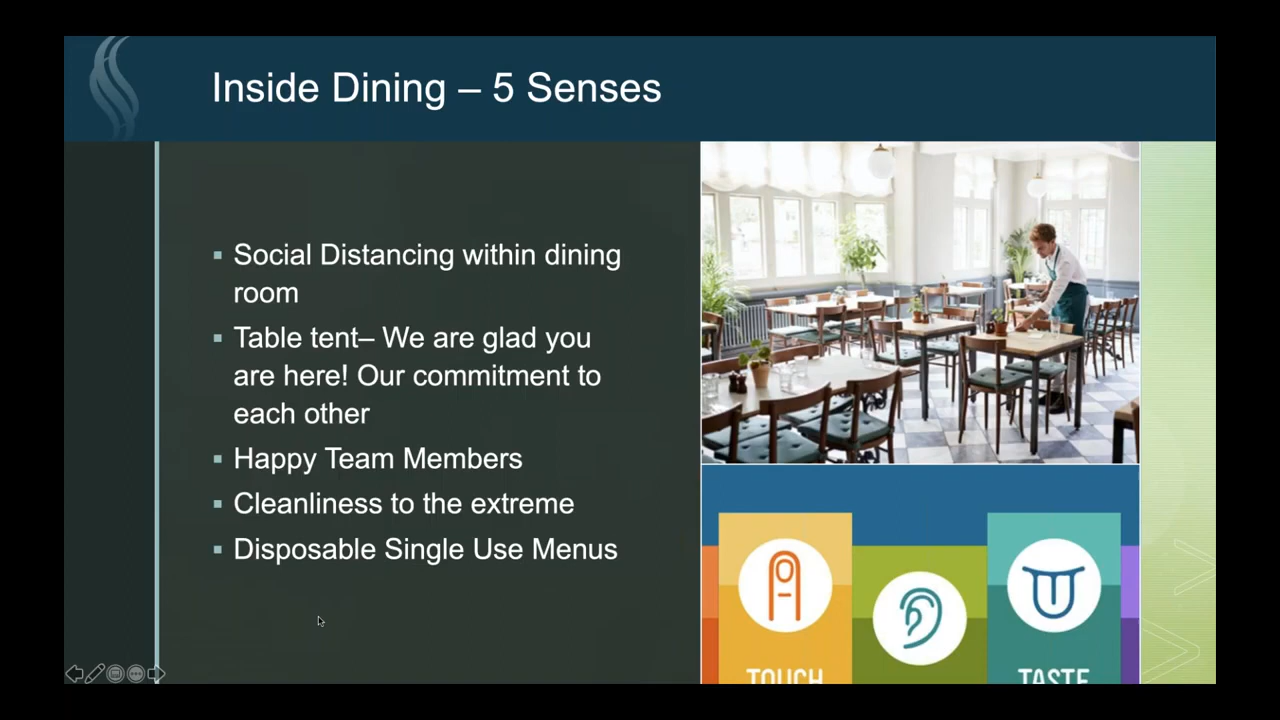 Inside Dining – 5 Senses
▪ Social Distancing within dining
room
▪ Table tent– We are glad you
are here! Our commitment to
each other
▪ Happy Team Members
▪ Cleanliness to the extreme
▪ Disposable Single Use Menus
TOUCH
TASTE